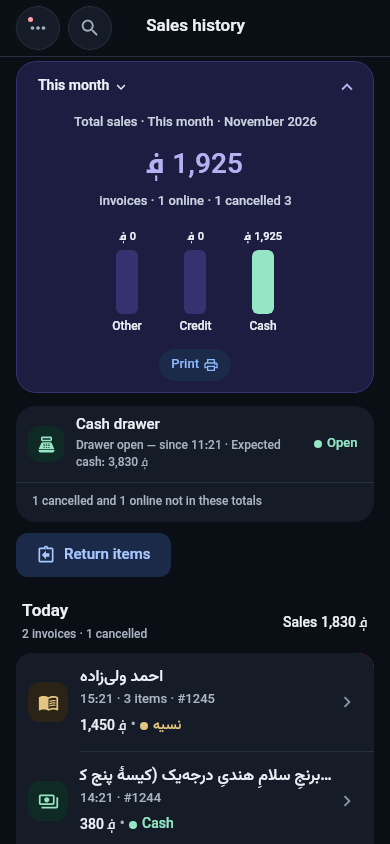 Sales history
This month
Total sales · This month · November 2026
؋ 1,925
invoices · 1 online · 1 cancelled 3
؋ 0
؋ 0
؋ 1,925
Other
Credit
Cash
Print
Cash drawer
Drawer open — since 11:21 · Expected
cash: 3,830 ؋
Open
1 cancelled and 1 online not in these totals
Return items
Today
Sales 1,830 ؋
2 invoices · 1 cancelled
احمد ولی‌زاده
15:21 · 3 items · #1245
1,450 ؋ • نسیه
برنجِ سلامِ هندیِ درجه‌یک (کیسهٔ پنج ک...
14:21 · #1244
380 ؋ • Cash